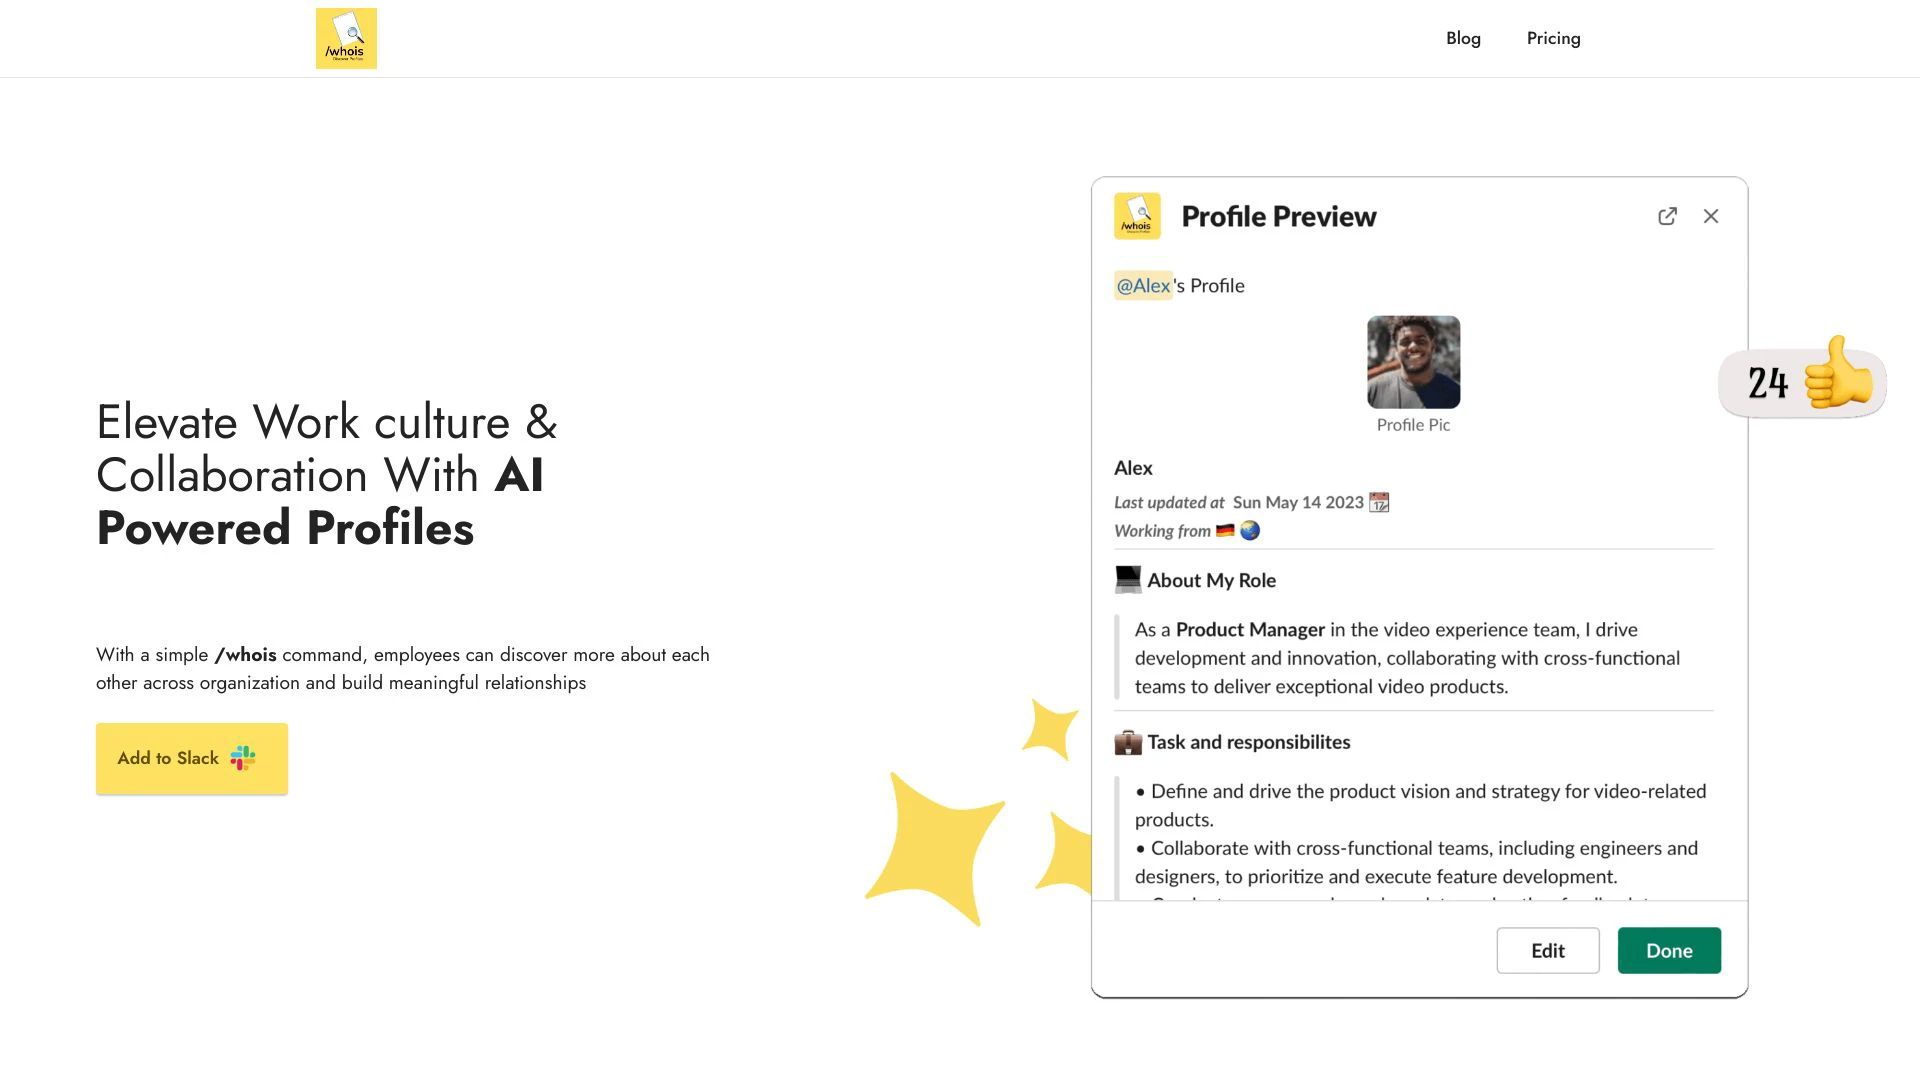 /whois
Discover Profiles
Blog
Pricing
Elevate Work culture &
Collaboration With AI
Powered Profiles
With a simple /whois command, employees can discover more about each
other across organization and build meaningful relationships
Add to Slack
/whois
Profile Preview
@Alex's Profile
Profile Pic
24
Alex
Last updated at Sun May 14 2023
Working from
About My Role
As a Product Manager in the video experience team, I drive
development and innovation, collaborating with cross-functional
teams to deliver exceptional video products.
Task and responsibilites
• Define and drive the product vision and strategy for video-related
products.
• Collaborate with cross-functional teams, including engineers and
designers, to prioritize and execute feature development.
Edit
Done